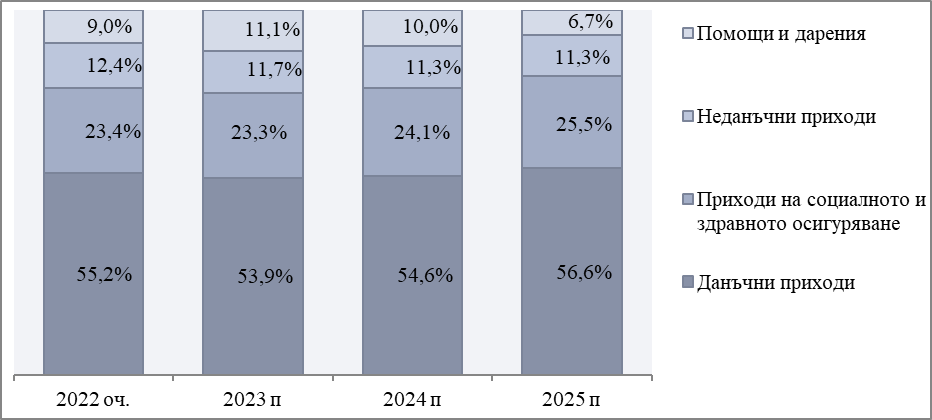 9,0%
11,1%
10,0%
6,7%
12,4%
11,7%
11,3%
11,3%
23,4%
23,3%
24,1%
25,5%
55,2%
53,9%
54,6%
56,6%
2022 оч.
2023 п
2024 п
2025 п
Помощи и дарения
Неданъчни приходи
Приходи на социалното и
здравното осигуряване
Данъчни приходи